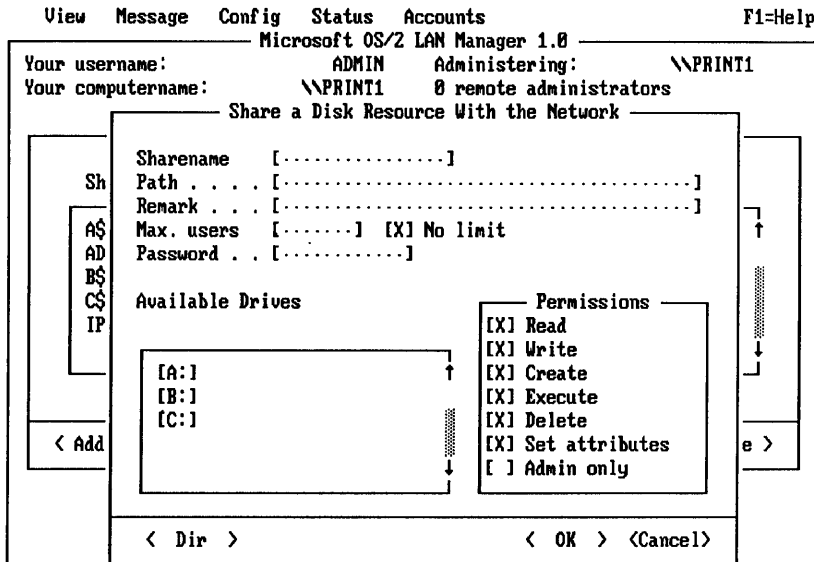 View Message Config Status Accounts F1=Help
Microsoft OS/2 LAN Manager 1.0
Your username: ADMIN Administering: \\PRINT1
Your computername: \\PRINT1 0 remote administrators
Share a Disk Resource With the Network
Sharename [················]
Sh Path . . . . [·······································]
Remark . . . [·······································]
A$ Max. users [·······] [X] No limit ↑
AD Password . . [············]
B$
C$ Available Drives Permissions
IP [X] Read
[X] Write ↓
[A:] ↑ [X] Create
[B:] [X] Execute
[C:] [X] Delete
< Add [X] Set attributes e >
↓ [ ] Admin only
< Dir > < OK > <Cancel>